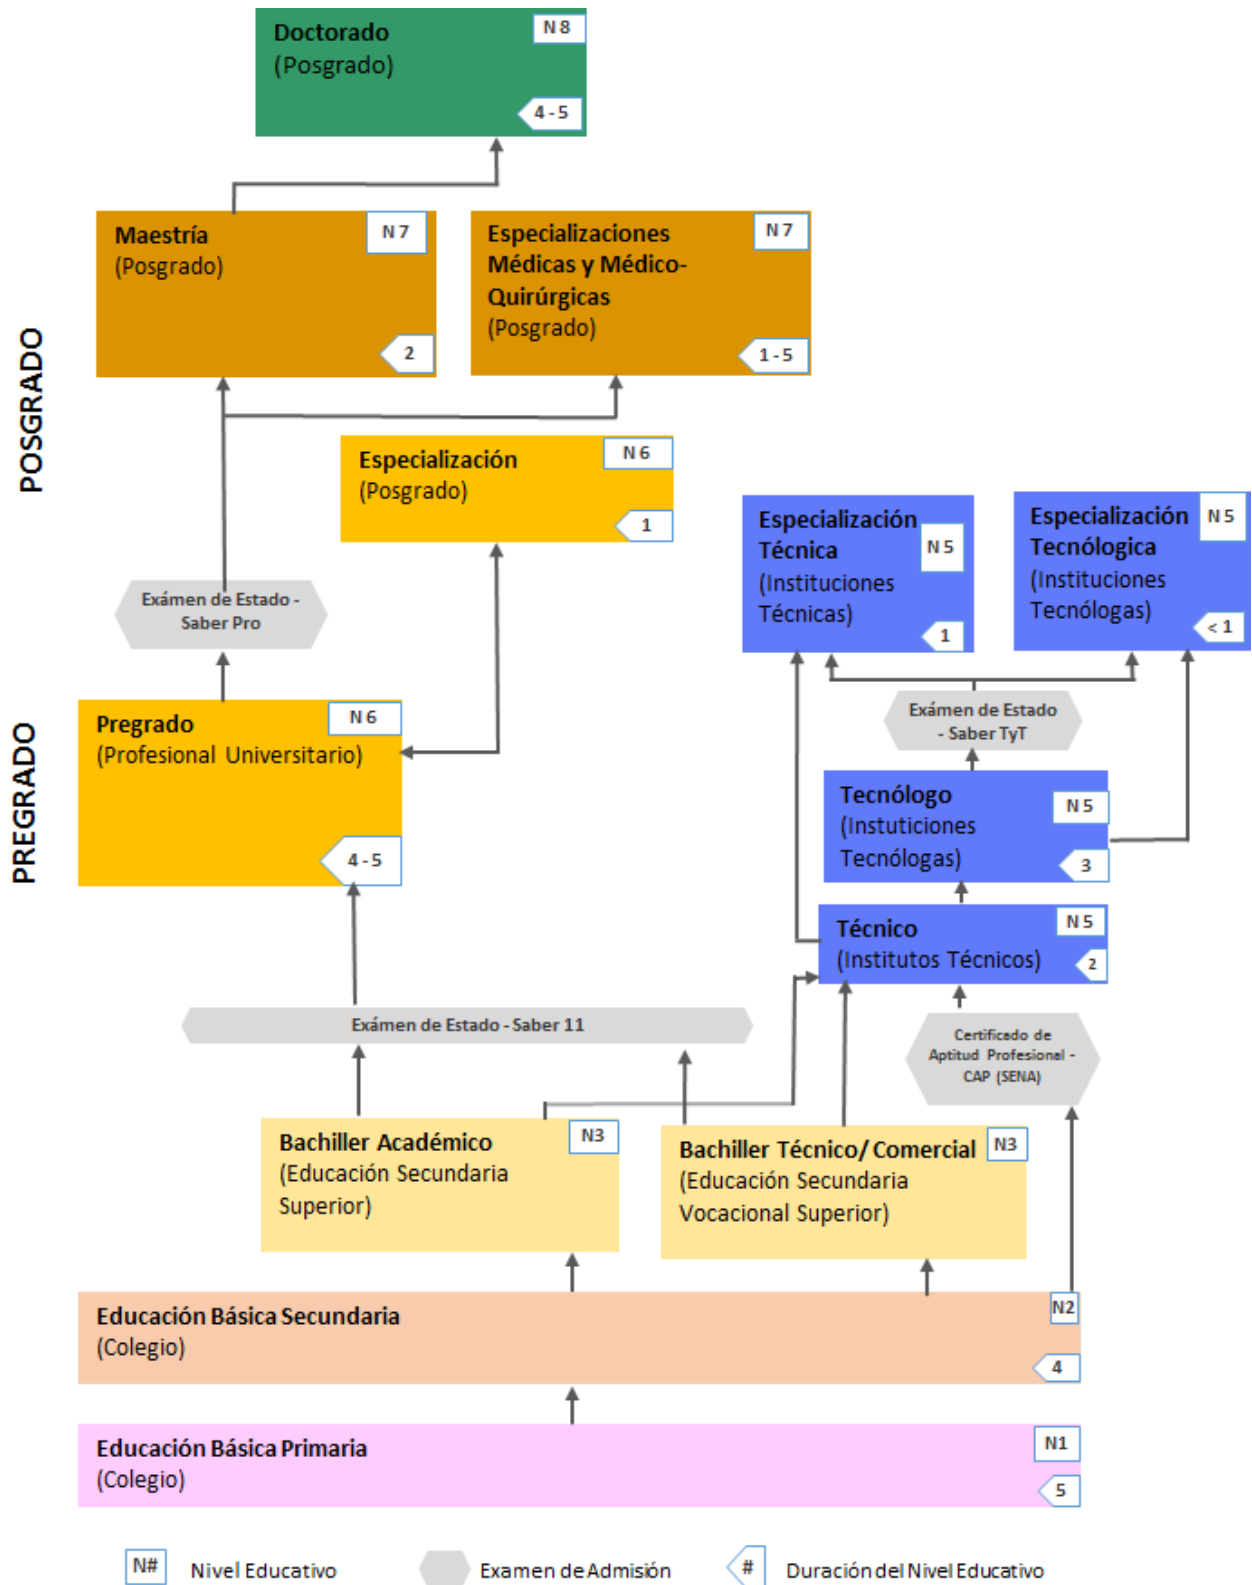 Doctorado
N 8
(Posgrado)
4 - 5
Maestría
N 7
(Posgrado)
2
Especializaciones
N 7
Médicas y Médico-
Quirúrgicas
(Posgrado)
1 - 5
POSGRADO
Especialización
N 6
(Posgrado)
1
Especialización
Técnica
N 5
(Instituciones
Técnicas)
1
Especialización
N 5
Tecnólogica
(Instituciones
Tecnólogas)
< 1
Exámen de Estado -
Saber Pro
Exámen de Estado
- Saber TyT
PREGRADO
Pregrado
N 6
(Profesional Universitario)
4 - 5
Tecnólogo
N 5
(Instuticiones
Tecnólogas)
3
Técnico
N 5
(Institutos Técnicos)
2
Exámen de Estado - Saber 11
Certificado de
Aptitud Profesional -
CAP (SENA)
Bachiller Académico
N3
(Educación Secundaria
Superior)
Bachiller Técnico/ Comercial
N3
(Educación Secundaria
Vocacional Superior)
Educación Básica Secundaria
N2
(Colegio)
4
Educación Básica Primaria
N1
(Colegio)
5
N#
Nivel Educativo
Examen de Admisión
#
Duración del Nivel Educativo